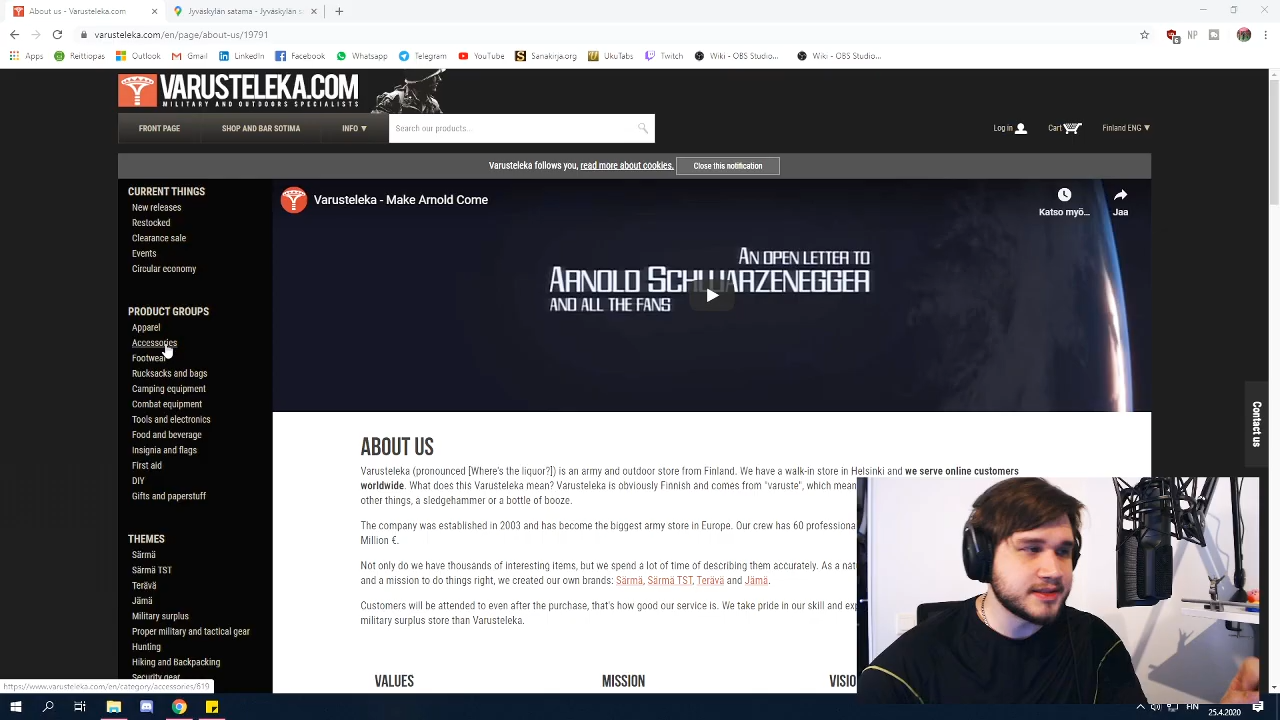 About us - Varusteleka.com
Jyväskylän satama - Jyväskylän s
varusteleka.com/en/page/about-us/19791
Apps Reittiopas Outlook Gmail LinkedIn Facebook Whatsapp Telegram YouTube Sanakirja.org UkuTabs Twitch Wiki - OBS Studio... Wiki - OBS Studio...
VARUSTELEKA.COM
MILITARY AND OUTDOORS SPECIALISTS
FRONT PAGE SHOP AND BAR SOTIMA INFO ▼ Search our products... Log in Cart Finland ENG ▼
Varusteleka follows you, read more about cookies. Close this notification
CURRENT THINGS
New releases
Restocked
Clearance sale
Events
Circular economy
PRODUCT GROUPS
Apparel
Accessories
Footwear
Rucksacks and bags
Camping equipment
Combat equipment
Tools and electronics
Food and beverage
Insignia and flags
First aid
DIY
Gifts and paperstuff
THEMES
Särmä
Särmä TST
Terävä
Jämä
Military surplus
Proper military and tactical gear
Hunting
Hiking and Backpacking
Security gear
Varusteleka - Make Arnold Come
Katso myö...
Jaa
AN OPEN LETTER TO
ARNOLD SCHWARZENEGGER
AND ALL THE FANS
ABOUT US
Varusteleka (pronounced [Where's the liquor?]) is an army and outdoor store from Finland. We have a walk-in store in Helsinki and we serve online customers
worldwide. What does this Varusteleka mean? Varusteleka is obviously Finnish and comes from "varuste", which mean
other things, a sledgehammer or a bottle of booze.
The company was established in 2003 and has become the biggest army store in Europe. Our crew has 60 professiona
Million €.
Not only do we have thousands of interesting items, but we spend a lot of time of describing them accurately. As a nat
and a mission to do things right, we created our own brands: Särmä, Särmä TST, Terävä and Jämä.
Customers will be attended to even after the purchase, that's how good our service is. We take pride in our skill and exp
military surplus store than Varusteleka.
VALUES MISSION VISIO
Contact us
https://www.varusteleka.com/en/category/accessories/619
FIN
25.4.2020